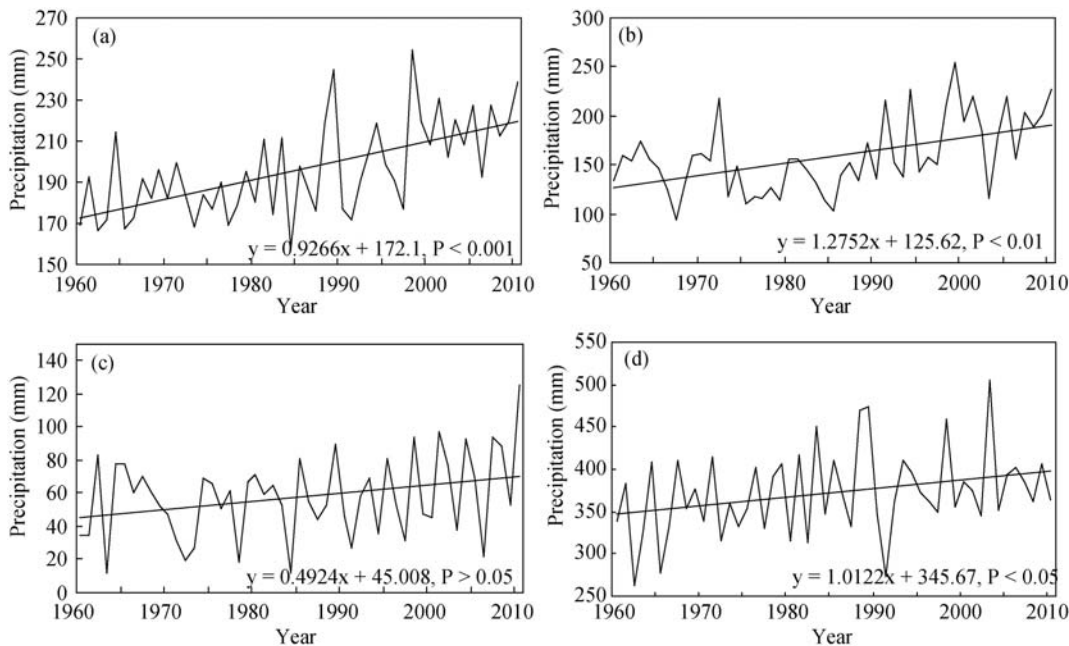 (a)
Precipitation (mm)
270
250
230
210
190
170
150
y = 0.9266x + 172.1, P < 0.001
1960 1970 1980 1990 2000 2010
Year
(b)
Precipitation (mm)
300
250
200
150
100
50
y = 1.2752x + 125.62, P < 0.01
1960 1970 1980 1990 2000 2010
Year
(c)
Precipitation (mm)
140
120
100
80
60
40
20
0
y = 0.4924x + 45.008, P > 0.05
1960 1970 1980 1990 2000 2010
Year
(d)
Precipitation (mm)
550
500
450
400
350
300
250
y = 1.0122x + 345.67, P < 0.05
1960 1970 1980 1990 2000 2010
Year